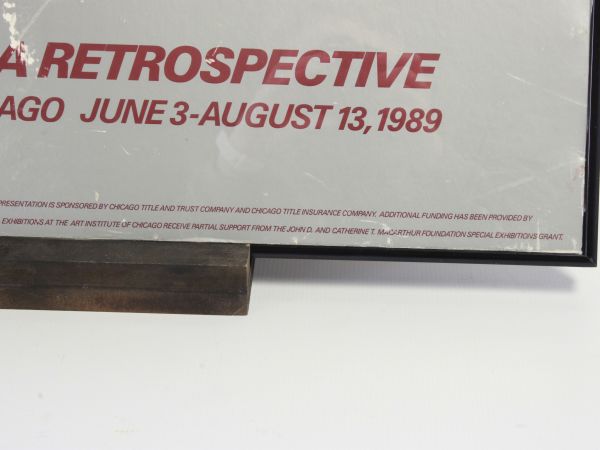 A RETROSPECTIVE
AGO JUNE 3-AUGUST 13, 1989
PRESENTATION IS SPONSORED BY CHICAGO TITLE AND TRUST COMPANY AND CHICAGO TITLE INSURANCE COMPANY. ADDITIONAL FUNDING HAS BEEN PROVIDED BY
EXHIBITIONS AT THE ART INSTITUTE OF CHICAGO RECEIVE PARTIAL SUPPORT FROM THE JOHN D. AND CATHERINE T. MACARTHUR FOUNDATION SPECIAL EXHIBITIONS GRANT.